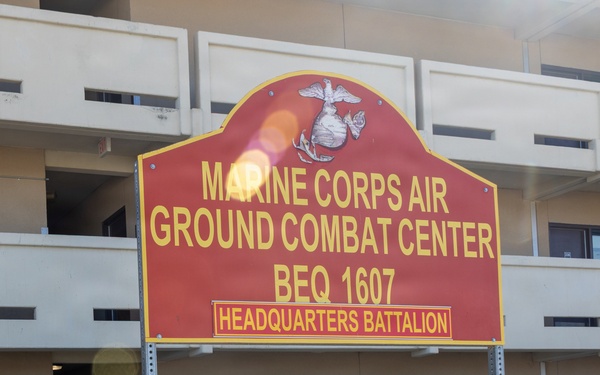 MARINE CORPS AIR
GROUND COMBAT CENTER
BEQ 1607
HEADQUARTERS BATTALION